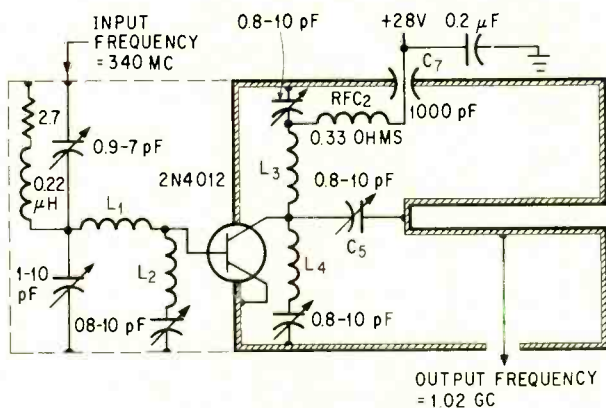 INPUT
FREQUENCY
= 340 MC
0.8-10 pF
0.2 μF
+28V
C7
2.7
0.9-7 pF
RFC2
1000 pF
0.33 OHMS
0.22
μH
L1
2N4012
L3
0.8-10 pF
C5
L2
L4
1-10
pF
08-10 pF
0.8-10 pF
OUTPUT FREQUENCY
= 1.02 GC